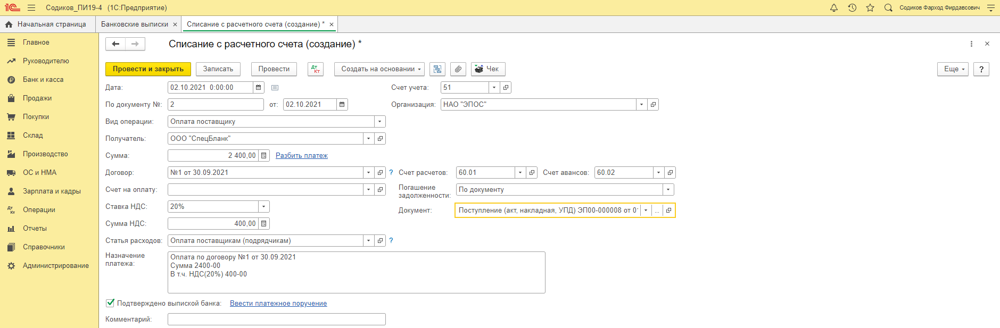 1С Содиков_ПИ19-4 (1С:Предприятие) Содиков Фарход Фирдавсович
Начальная страница Банковские выписки × Списание с расчетного счета (создание) * ×
Главное
Руководителю
Банк и касса
Продажи
Покупки
Склад
Производство
ОС и НМА
Зарплата и кадры
Дт Кт Операции
Отчеты
Справочники
Администрирование
Списание с расчетного счета (создание) *
Провести и закрыть Записать Провести Дт Кт Создать на основании Чек Еще ?
Дата: 02.10.2021 0:00:00 Счет учета: 51
По документу №: 2 от: 02.10.2021 Организация: НАО "ЭПОС"
Вид операции: Оплата поставщику
Получатель: ООО "СпецБланк"
Сумма: 2 400,00 Разбить платеж
Договор: №1 от 30.09.2021 ? Счет расчетов: 60.01 Счет авансов: 60.02
Счет на оплату: Погашение задолженности: По документу
Ставка НДС: 20% Документ: Поступление (акт, накладная, УПД) ЭП00-000008 от ...
Сумма НДС: 400,00
Статья расходов: Оплата поставщикам (подрядчикам) ?
Назначение платежа: Оплата по договору №1 от 30.09.2021
Сумма 2400-00
В т.ч. НДС(20%) 400-00
Подтверждено выпиской банка: Ввести платежное поручение
Комментарий: